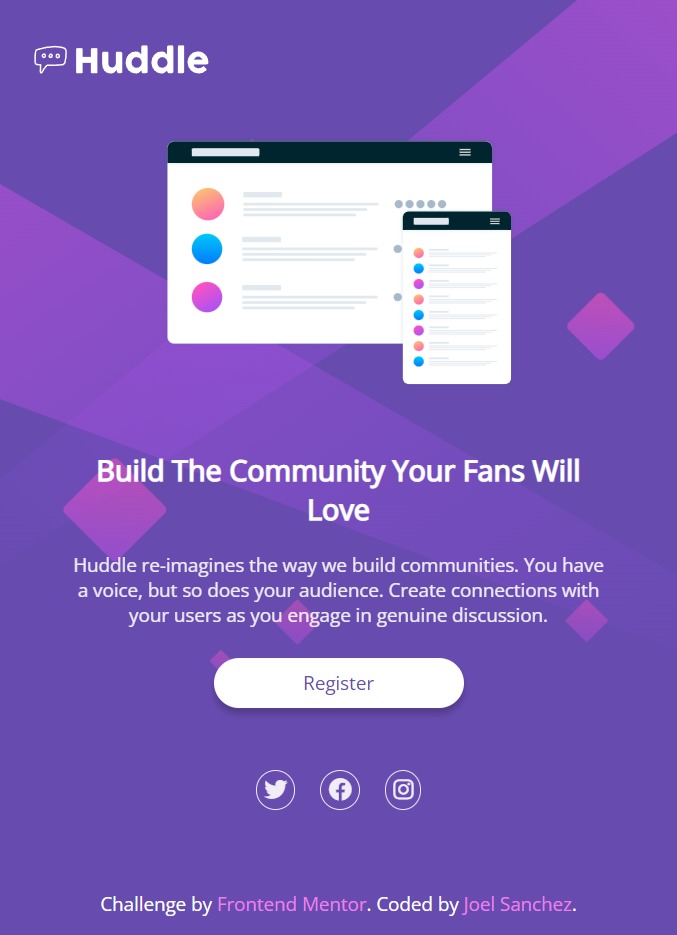 Huddle
Build The Community Your Fans Will
Love
Huddle re-imagines the way we build communities. You have
a voice, but so does your audience. Create connections with
your users as you engage in genuine discussion.
Register
Challenge by Frontend Mentor. Coded by Joel Sanchez.